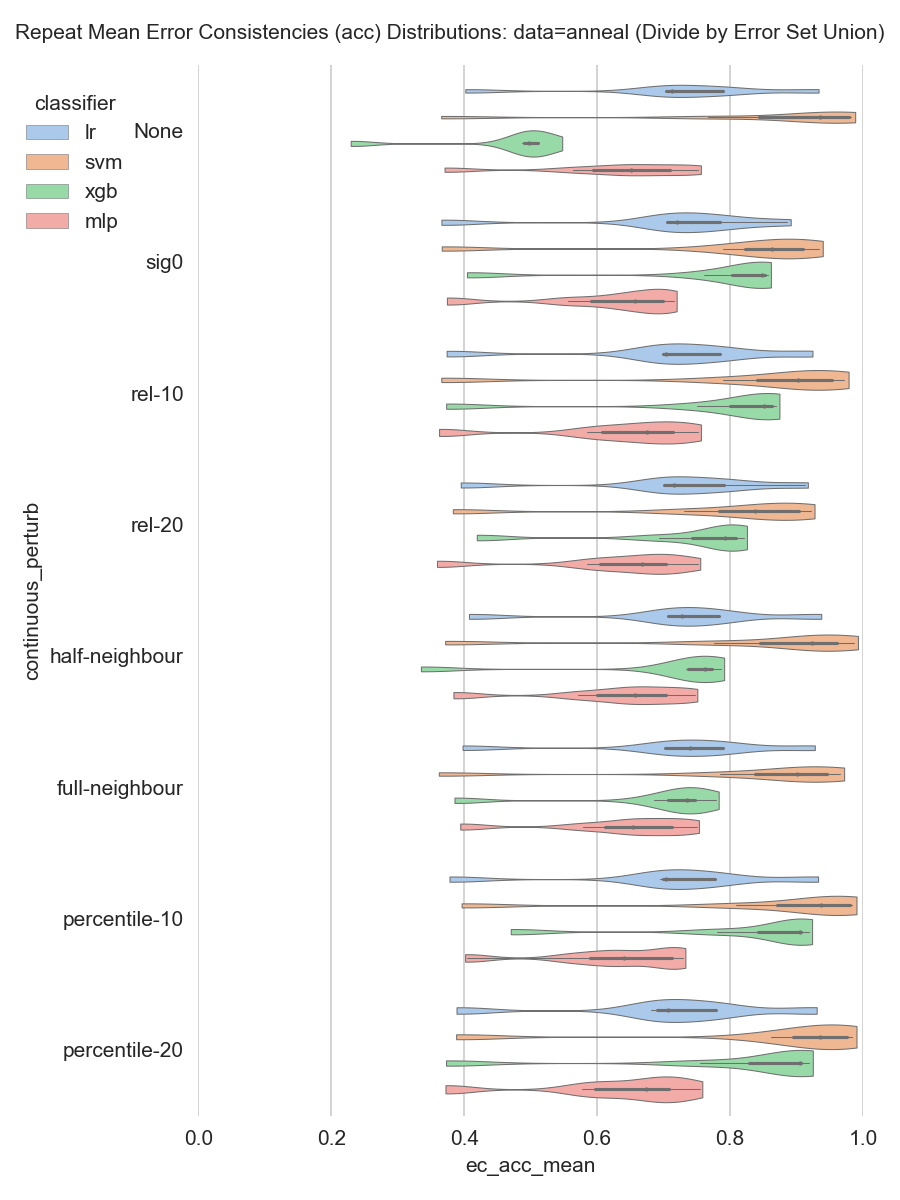 Repeat Mean Error Consistencies (acc) Distributions: data=anneal (Divide by Error Set Union)
classifier
lr
svm
xgb
mlp
None
sig0
rel-10
rel-20
half-neighbour
full-neighbour
percentile-10
percentile-20
continuous_perturb
0.0 0.2 0.4 0.6 0.8 1.0
ec_acc_mean